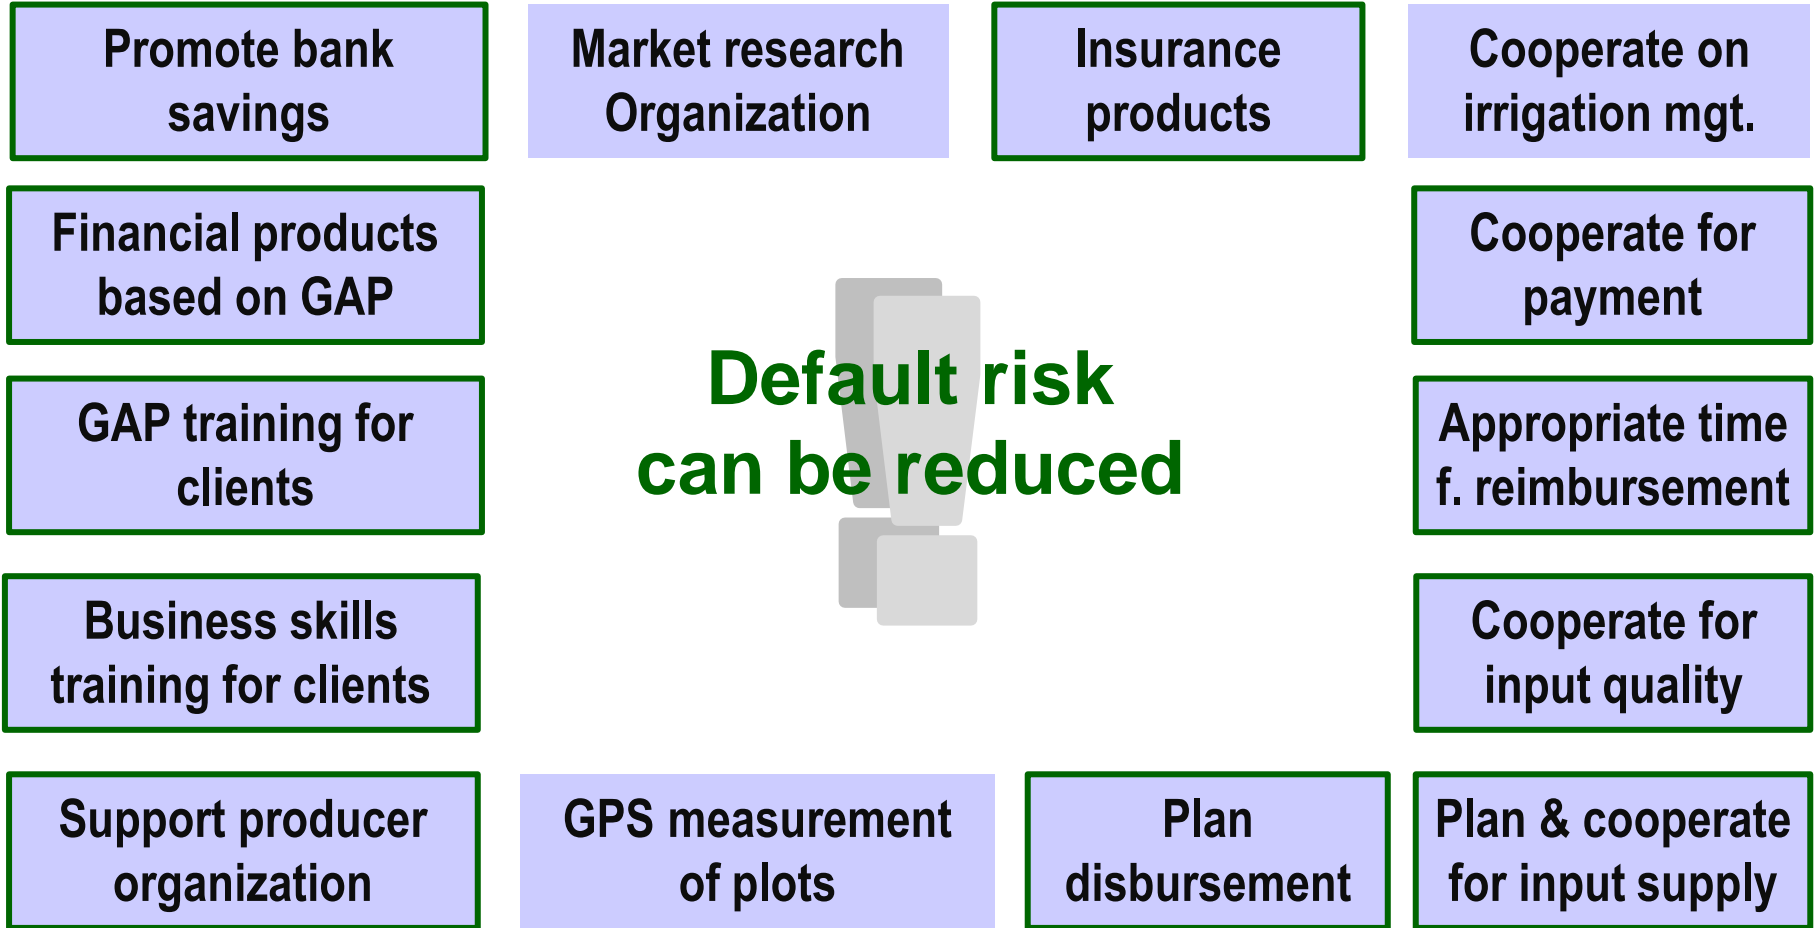 Promote bank
savings
Market research
Organization
Insurance
products
Cooperate on
irrigation mgt.
Financial products
based on GAP
Cooperate for
payment
Default risk
can be reduced
GAP training for
clients
Appropriate time
f. reimbursement
Business skills
training for clients
Cooperate for
input quality
Support producer
organization
GPS measurement
of plots
Plan
disbursement
Plan & cooperate
for input supply